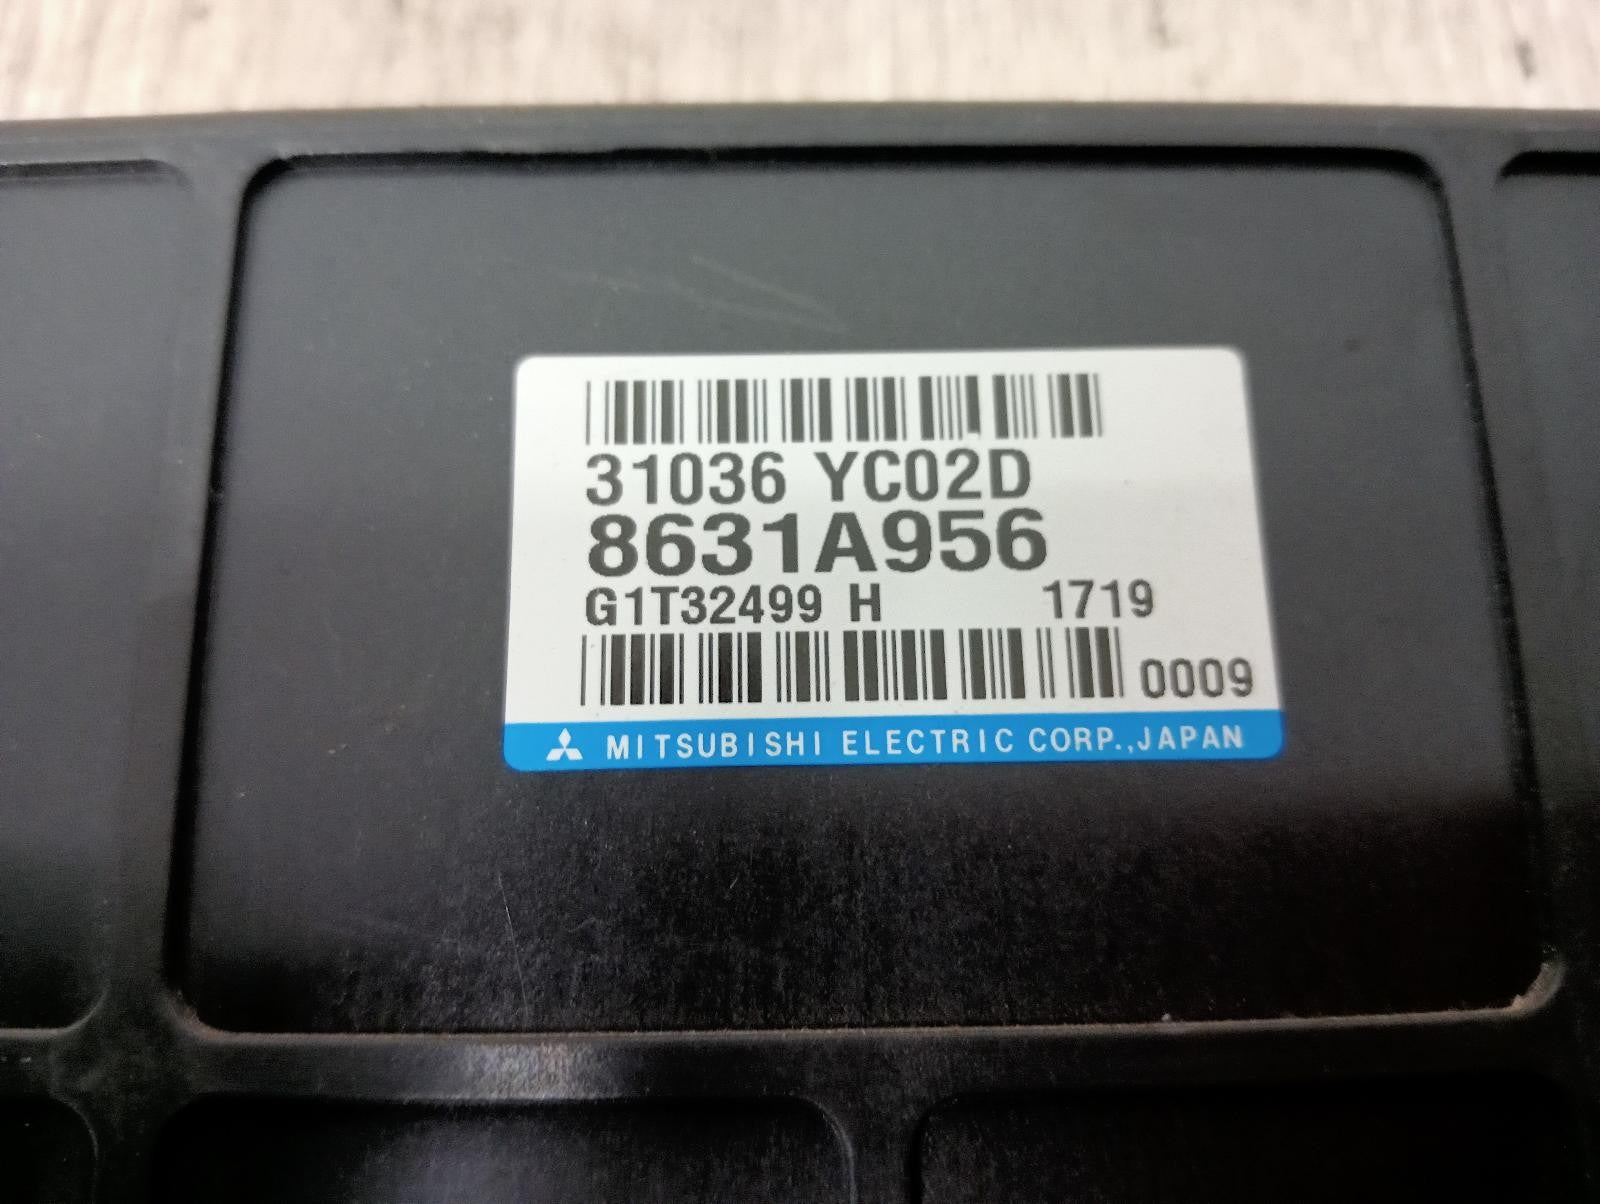 31036 YC02D
8631A956
G1T32499 H 1719
0009
MITSUBISHI ELECTRIC CORP.,JAPAN